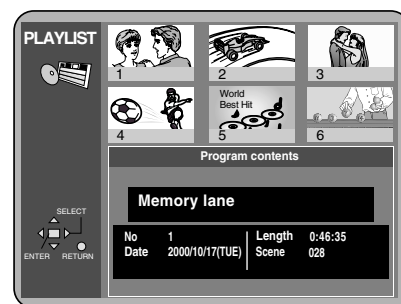 PLAYLIST
1
2
3
World
Best Hit
4
5
6
Program contents
Memory lane
No 1 Length 0:46:35
Date 2000/10/17(TUE) Scene 028
SELECT
ENTER RETURN